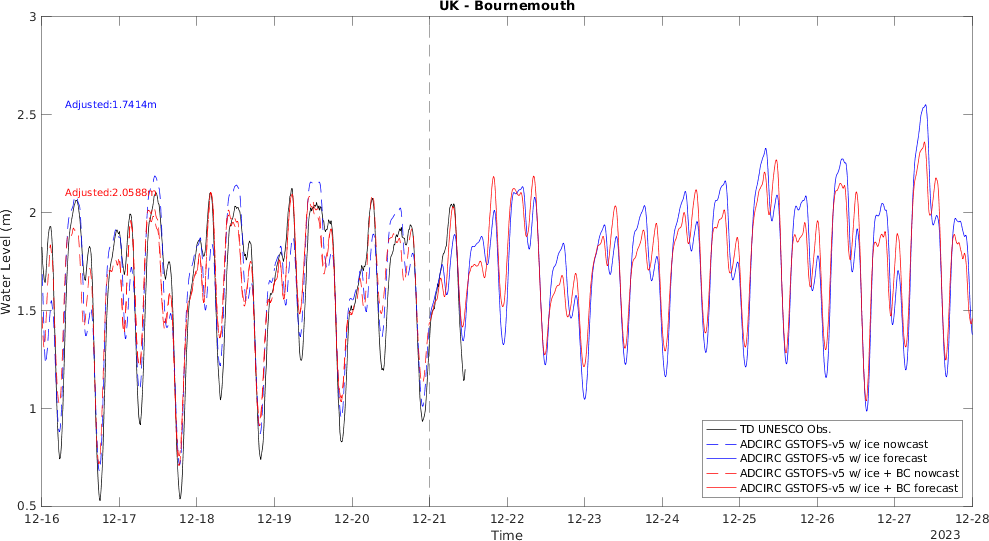 UK - Bournemouth
3
2.5
2
1.5
1
0.5
Water Level (m)
Adjusted:1.7414m
Adjusted:2.0588m
TD UNESCO Obs.
ADCIRC GSTOFS-v5 w/ ice nowcast
ADCIRC GSTOFS-v5 w/ ice forecast
ADCIRC GSTOFS-v5 w/ ice + BC nowcast
ADCIRC GSTOFS-v5 w/ ice + BC forecast
12-16 12-17 12-18 12-19 12-20 12-21 12-22 12-23 12-24 12-25 12-26 12-27 12-28
Time
2023